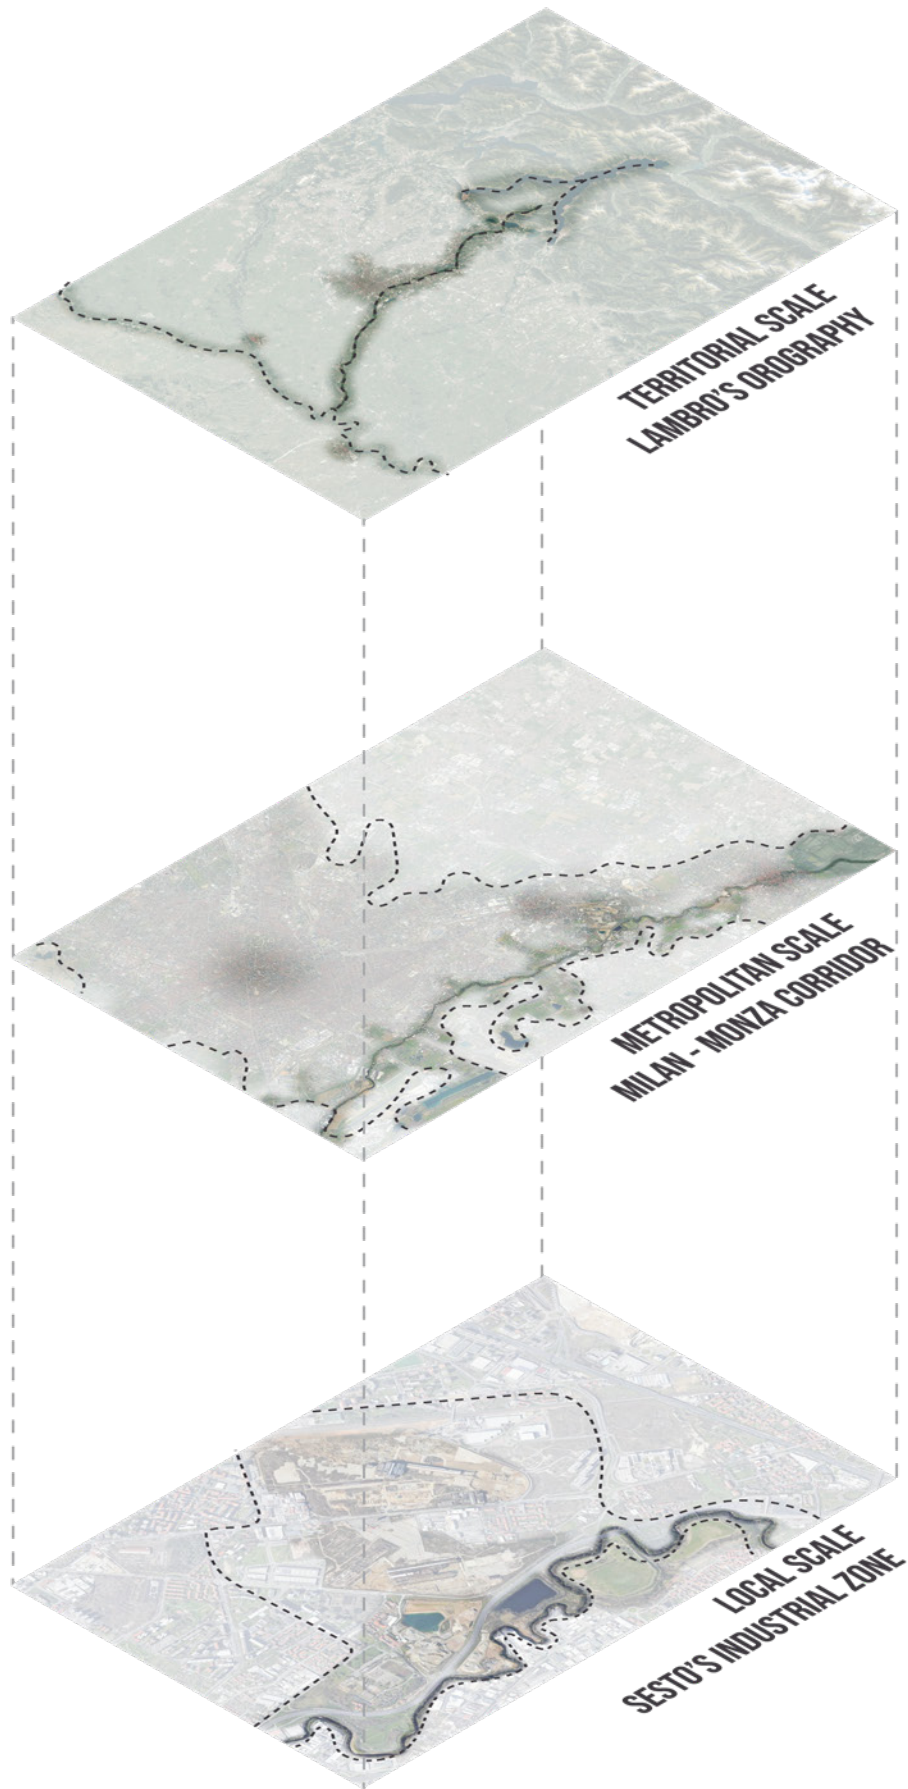 TERRITORIAL SCALE
LAMBRO'S OROGRAPHY
METROPOLITAN SCALE
MILAN - MONZA CORRIDOR
LOCAL SCALE
SESTO'S INDUSTRIAL ZONE